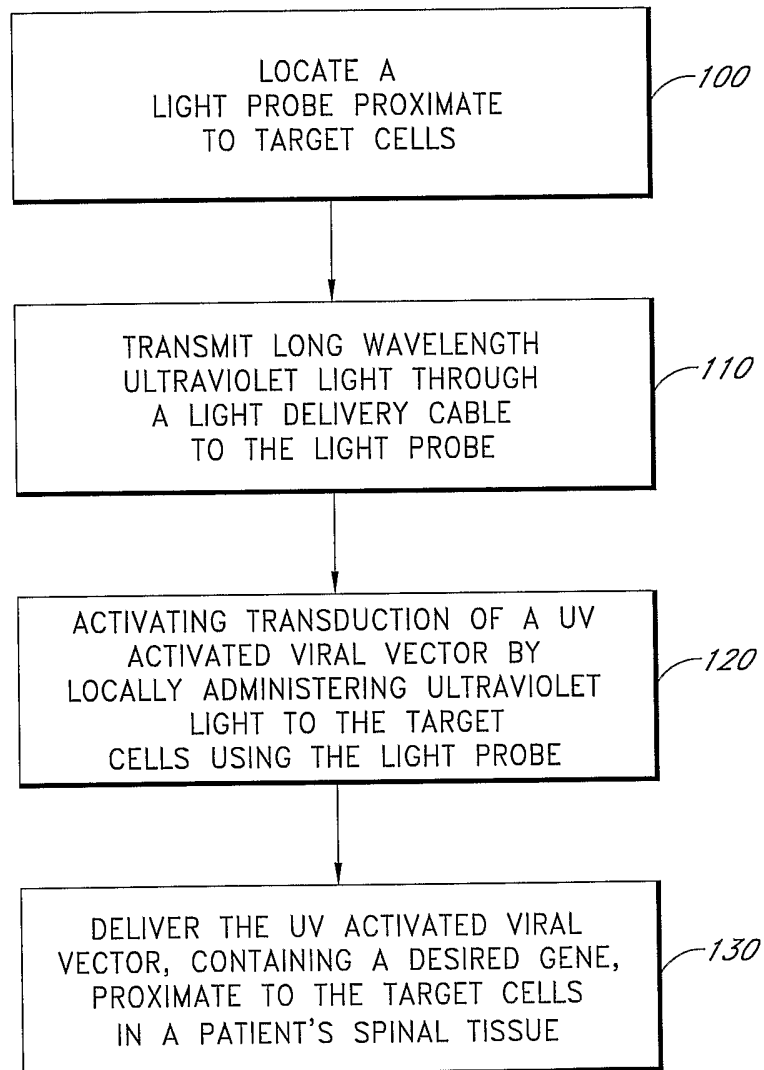 LOCATE A
LIGHT PROBE PROXIMATE
TO TARGET CELLS
100
TRANSMIT LONG WAVELENGTH
ULTRAVIOLET LIGHT THROUGH
A LIGHT DELIVERY CABLE
TO THE LIGHT PROBE
110
ACTIVATING TRANSDUCTION OF A UV
ACTIVATED VIRAL VECTOR BY
LOCALLY ADMINISTERING ULTRAVIOLET
LIGHT TO THE TARGET
CELLS USING THE LIGHT PROBE
120
DELIVER THE UV ACTIVATED VIRAL
VECTOR, CONTAINING A DESIRED GENE,
PROXIMATE TO THE TARGET CELLS
IN A PATIENT'S SPINAL TISSUE
130